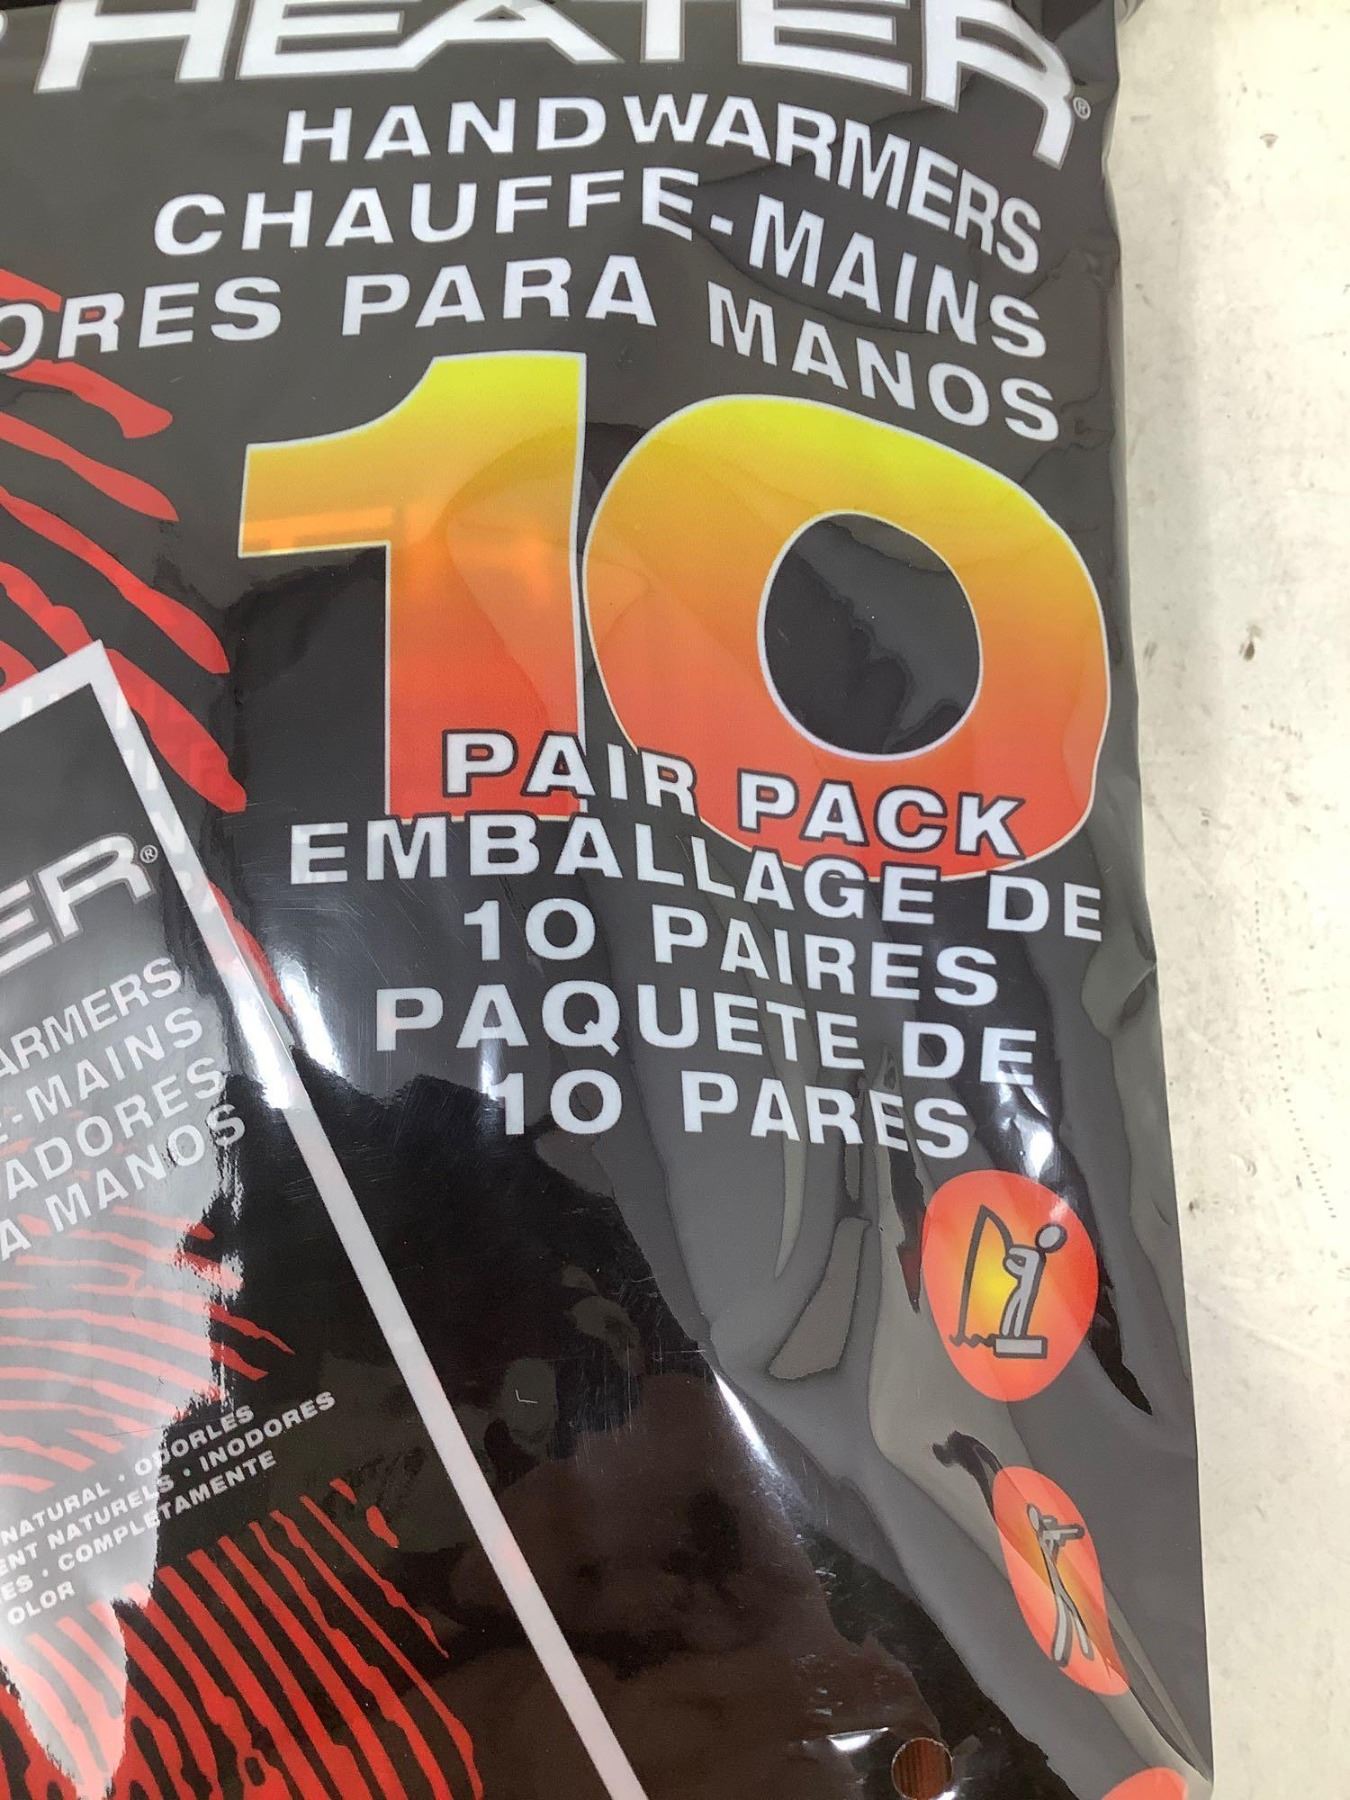 HEATER®
HANDWARMERS
CHAUFFE-MAINS
ORES PARA MANOS
10
PAIR PACK
EMBALLAGE DE
10 PAIRES
PAQUETE DE
10 PARES
ER®
ARMERS
-MAINS
ADORES
A MANOS
NATURAL · ODORLES
ENT NATURELS · INODORES
ES · COMPLETAMENTE
OLOR